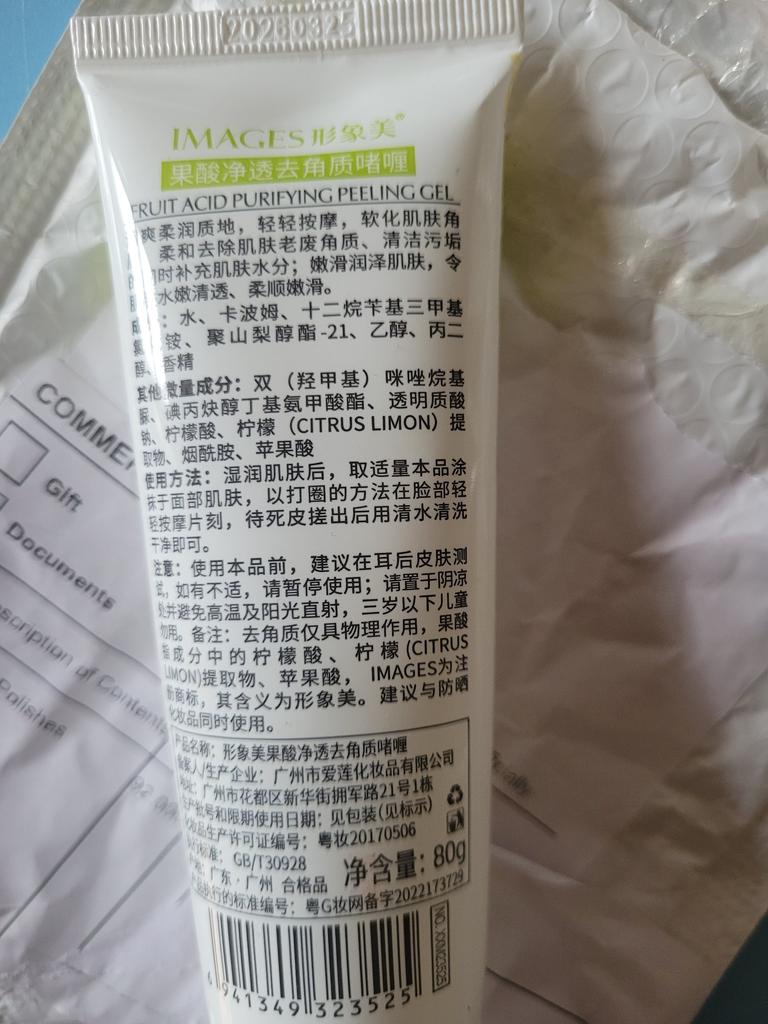 20280325
IMAGES 形象美®
果酸净透去角质啫喱
FRUIT ACID PURIFYING PEELING GEL
爽柔润质地，轻轻按摩，软化肌肤角
柔和去除肌肤老废角质、清洁污垢
时补充肌肤水分；嫩滑润泽肌肤，令
水嫩清透、柔顺嫩滑。
：水、卡波姆、十二烷苄基三甲基
铵、聚山梨醇酯-21、乙醇、丙二
醇、香精
其他微量成分：双（羟甲基）咪唑烷基
脲、碘丙炔醇丁基氨甲酸酯、透明质酸
钠、柠檬酸、柠檬（CITRUS LIMON）提
取物、烟酰胺、苹果酸
使用方法：湿润肌肤后，取适量本品涂
抹于面部肌肤，以打圈的方法在脸部轻
轻按摩片刻，待死皮搓出后用清水清洗
干净即可。
注意：使用本品前，建议在耳后皮肤测
试，如有不适，请暂停使用；请置于阴凉
处并避免高温及阳光直射，三岁以下儿童
勿用。备注：去角质仅具物理作用，果酸
指成分中的柠檬酸、柠檬(CITRUS
LIMON)提取物、苹果酸，IMAGES为注
册商标，其含义为形象美。建议与防晒
化妆品同时使用。
产品名称：形象美果酸净透去角质啫喱
备案人/生产企业：广州市爱莲化妆品有限公司
地址：广州市花都区新华街拥军路21号1栋
生产批号和限期使用日期：见包装(见标示)
化妆品生产许可证编号：粤妆20170506
执行标准：GB/T30928
产地：广东·广州 合格品
净含量：80g
产品执行的标准编号：粤G妆网备字2022173729
6 941349 323525
NO.:XXM23525
COMME
Gift
Documents
scription of Contents
Polishes